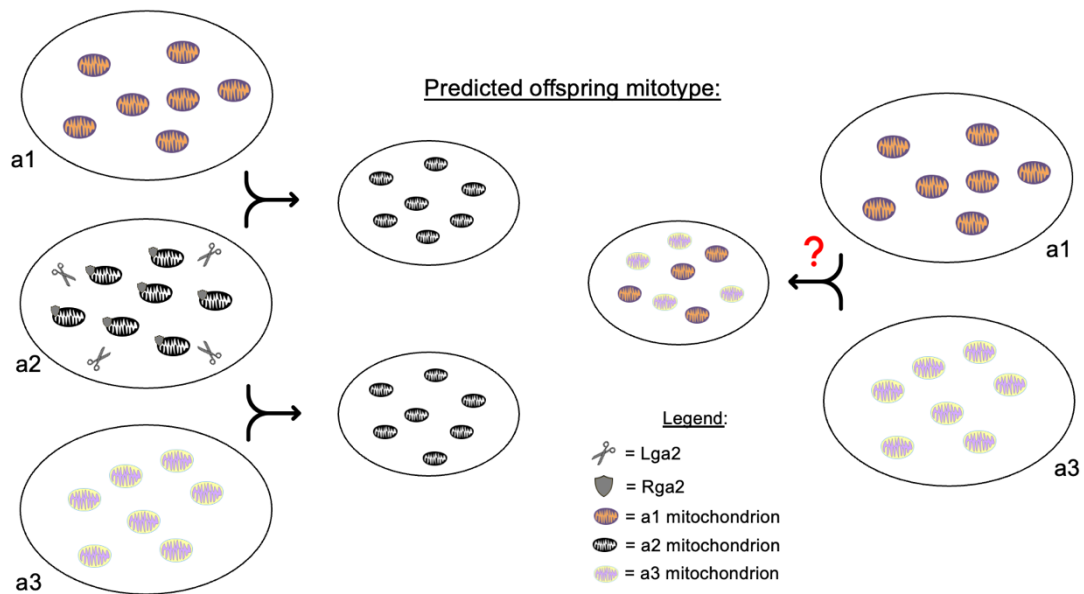 Predicted offspring mitotype:
a1
a2
a3
?
a1
a3
Legend:
= Lga2
= Rga2
= a1 mitochondrion
= a2 mitochondrion
= a3 mitochondrion